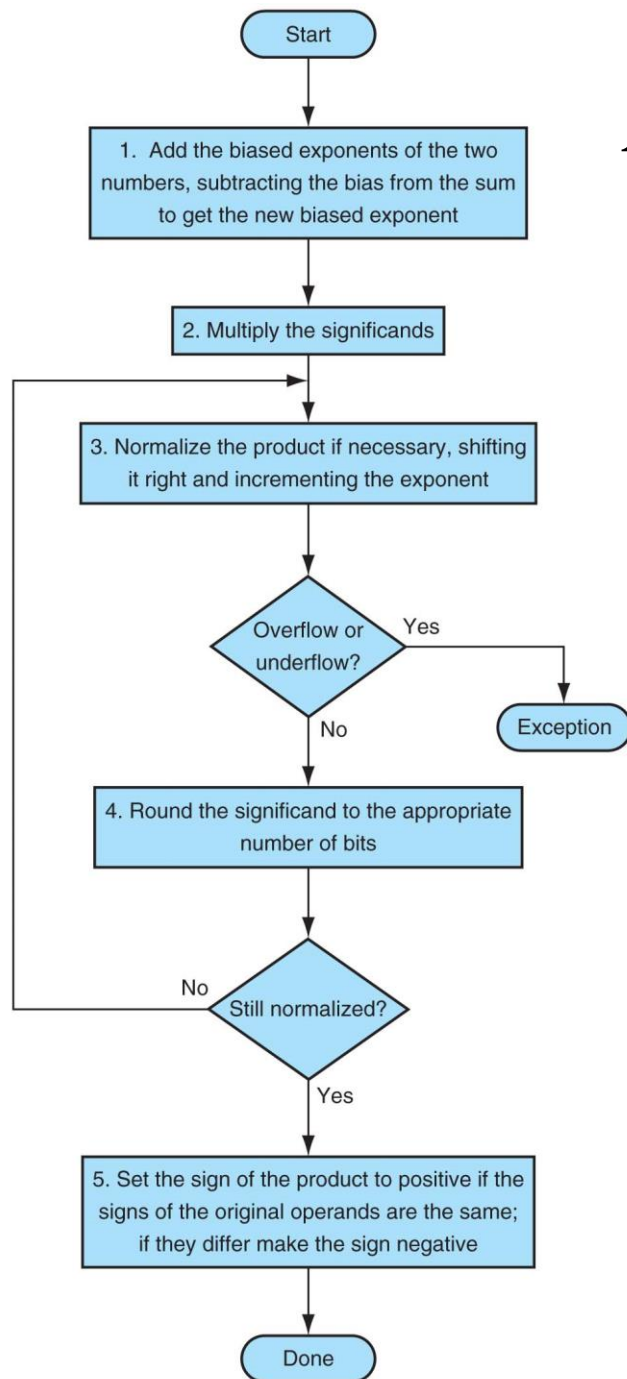 Start
1. Add the biased exponents of the two
numbers, subtracting the bias from the sum
to get the new biased exponent
2. Multiply the significands
3. Normalize the product if necessary, shifting
it right and incrementing the exponent
Overflow or
underflow?
Yes
Exception
No
4. Round the significand to the appropriate
number of bits
No
Still normalized?
Yes
5. Set the sign of the product to positive if the
signs of the original operands are the same;
if they differ make the sign negative
Done